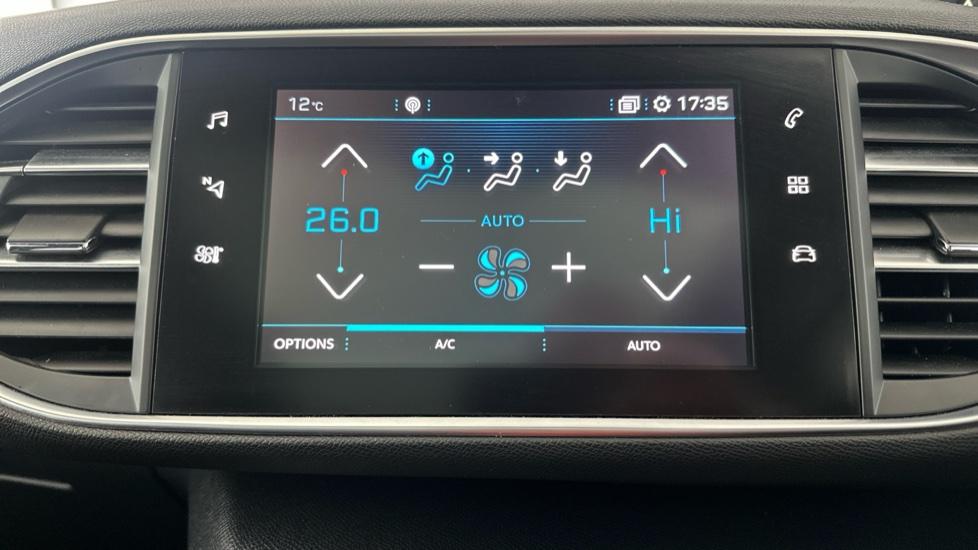 12°C
17:35
N
26.0
AUTO
Hi
OPTIONS
A/C
AUTO